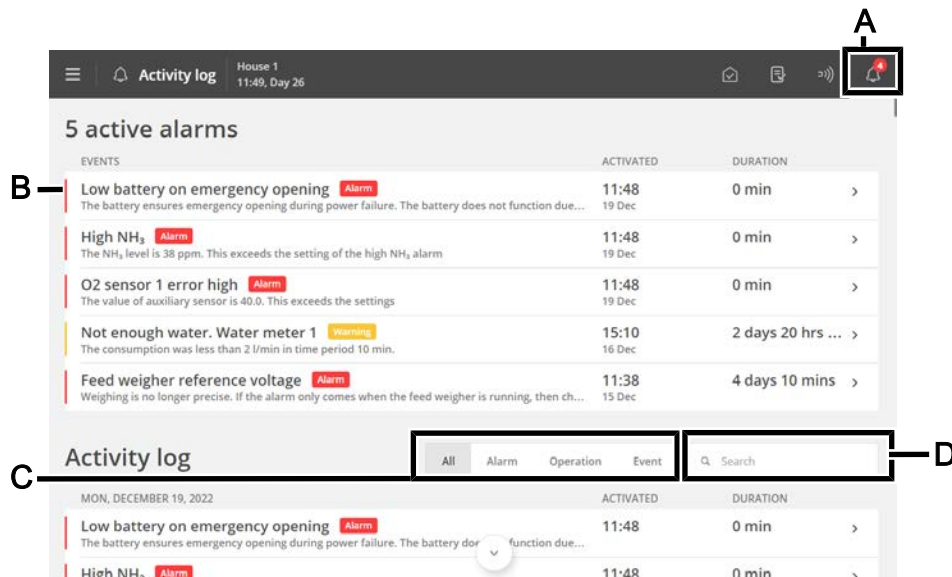 A
Activity log
House 1
11:49, Day 26
4
5 active alarms
EVENTS ACTIVATED DURATION
B
Low battery on emergency opening Alarm 11:48 0 min
The battery ensures emergency opening during power failure. The battery does not function due... 19 Dec
High NH₃ Alarm 11:48 0 min
The NH₃ level is 38 ppm. This exceeds the setting of the high NH₃ alarm 19 Dec
O2 sensor 1 error high Alarm 11:48 0 min
The value of auxiliary sensor is 40.0. This exceeds the settings 19 Dec
Not enough water. Water meter 1 Warning 15:10 2 days 20 hrs ...
The consumption was less than 2 l/min in time period 10 min. 16 Dec
Feed weigher reference voltage Alarm 11:38 4 days 10 mins
Weighing is no longer precise. If the alarm only comes when the feed weigher is running, then ch... 15 Dec
Activity log All Alarm Operation Event Search
D
C
MON, DECEMBER 19, 2022 ACTIVATED DURATION
Low battery on emergency opening Alarm 11:48 0 min
The battery ensures emergency opening during power failure. The battery function due...
High NH₃ Alarm 11:48 0 min